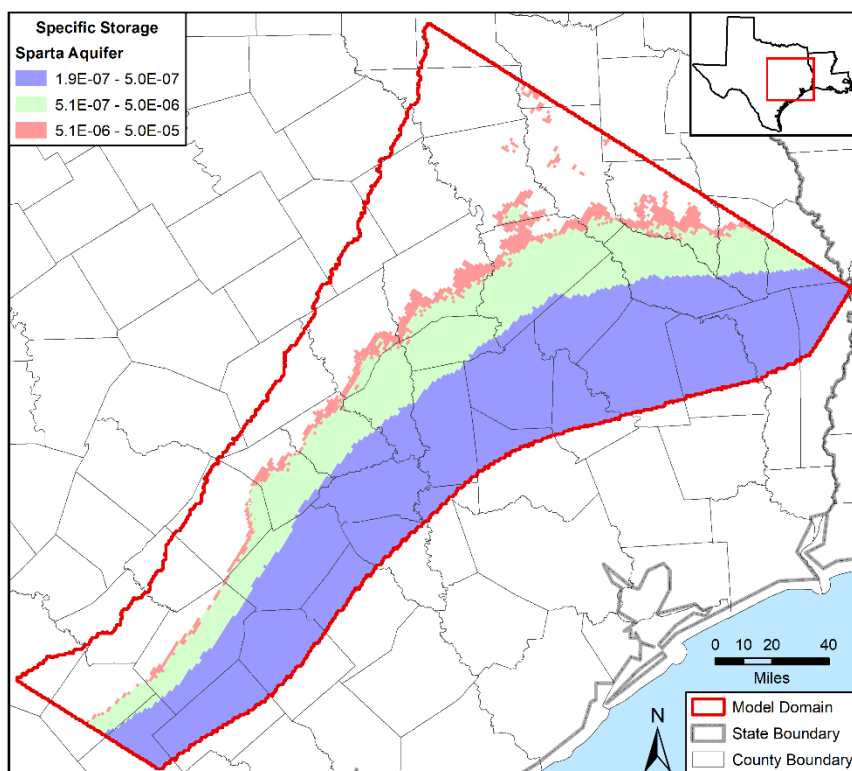 Specific Storage
Sparta Aquifer
1.9E-07 - 5.0E-07
5.1E-07 - 5.0E-06
5.1E-06 - 5.0E-05
0 10 20 40
Miles
N
Model Domain
State Boundary
County Boundary